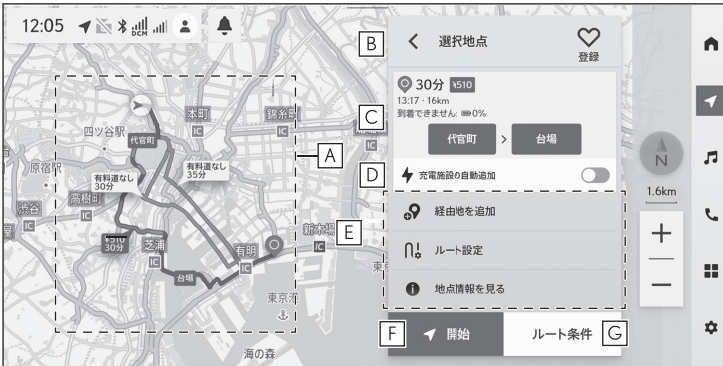 12:05 DCM
B
選択地点
登録
30分 ¥510
13:17・16km
到着できません: 0%
C
代官町 > 台場
D
充電施設の自動追加
E
経由地を追加
ルート設定
地点情報を見る
F
開始
ルート条件
G
A
本町
IC
錦糸町
IC
四ツ谷駅
代官町
原宿駅
有料道なし
30分
有料道なし
35分
高樹町
IC
渋谷
IC
¥510
30分
芝浦
IC
有明
IC
新木場
IC
台場
東京
海の森
N
1.6km
+
−